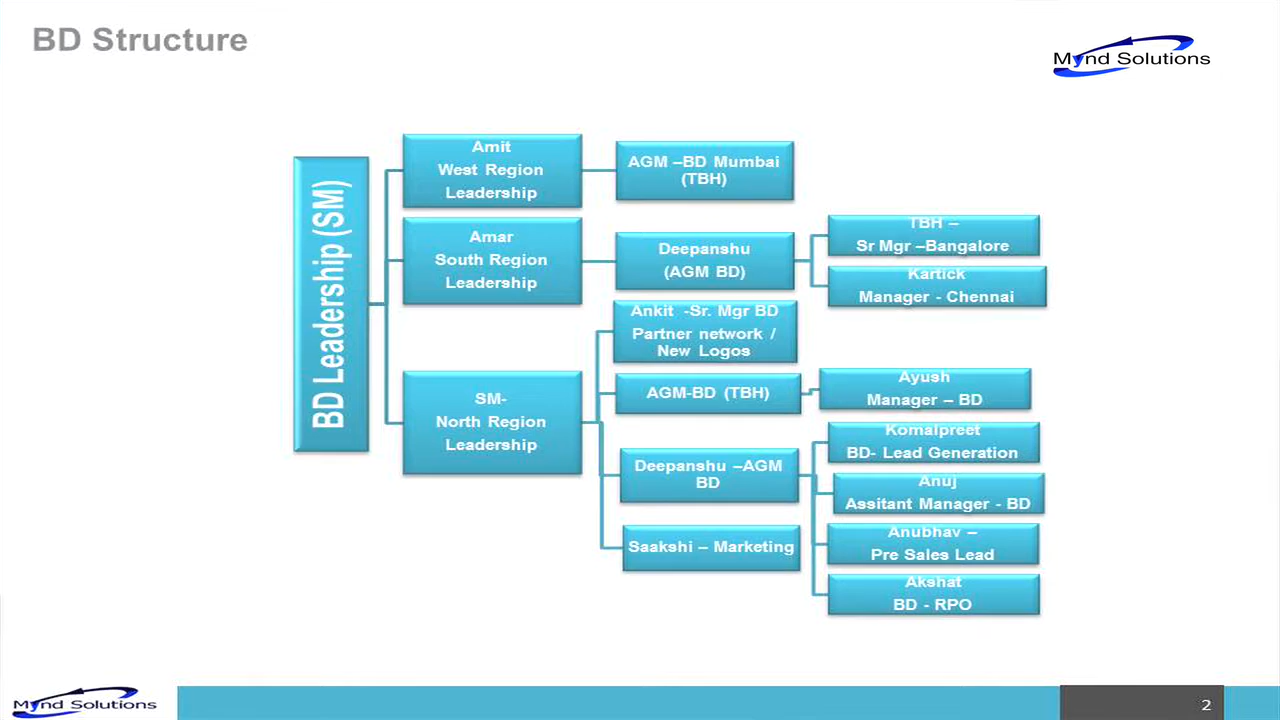 BD Structure
Mynd Solutions
BD Leadership (SM)
Amit
West Region
Leadership
AGM –BD Mumbai
(TBH)
Amar
South Region
Leadership
Deepanshu
(AGM BD)
TBH –
Sr Mgr –Bangalore
Kartick
Manager - Chennai
SM-
North Region
Leadership
Ankit -Sr. Mgr BD
Partner network /
New Logos
AGM-BD (TBH)
Ayush
Manager – BD
Deepanshu –AGM
BD
Komalpreet
BD- Lead Generation
Anuj
Assitant Manager - BD
Anubhav –
Pre Sales Lead
Akshat
BD - RPO
Saakshi – Marketing
Mynd Solutions
2